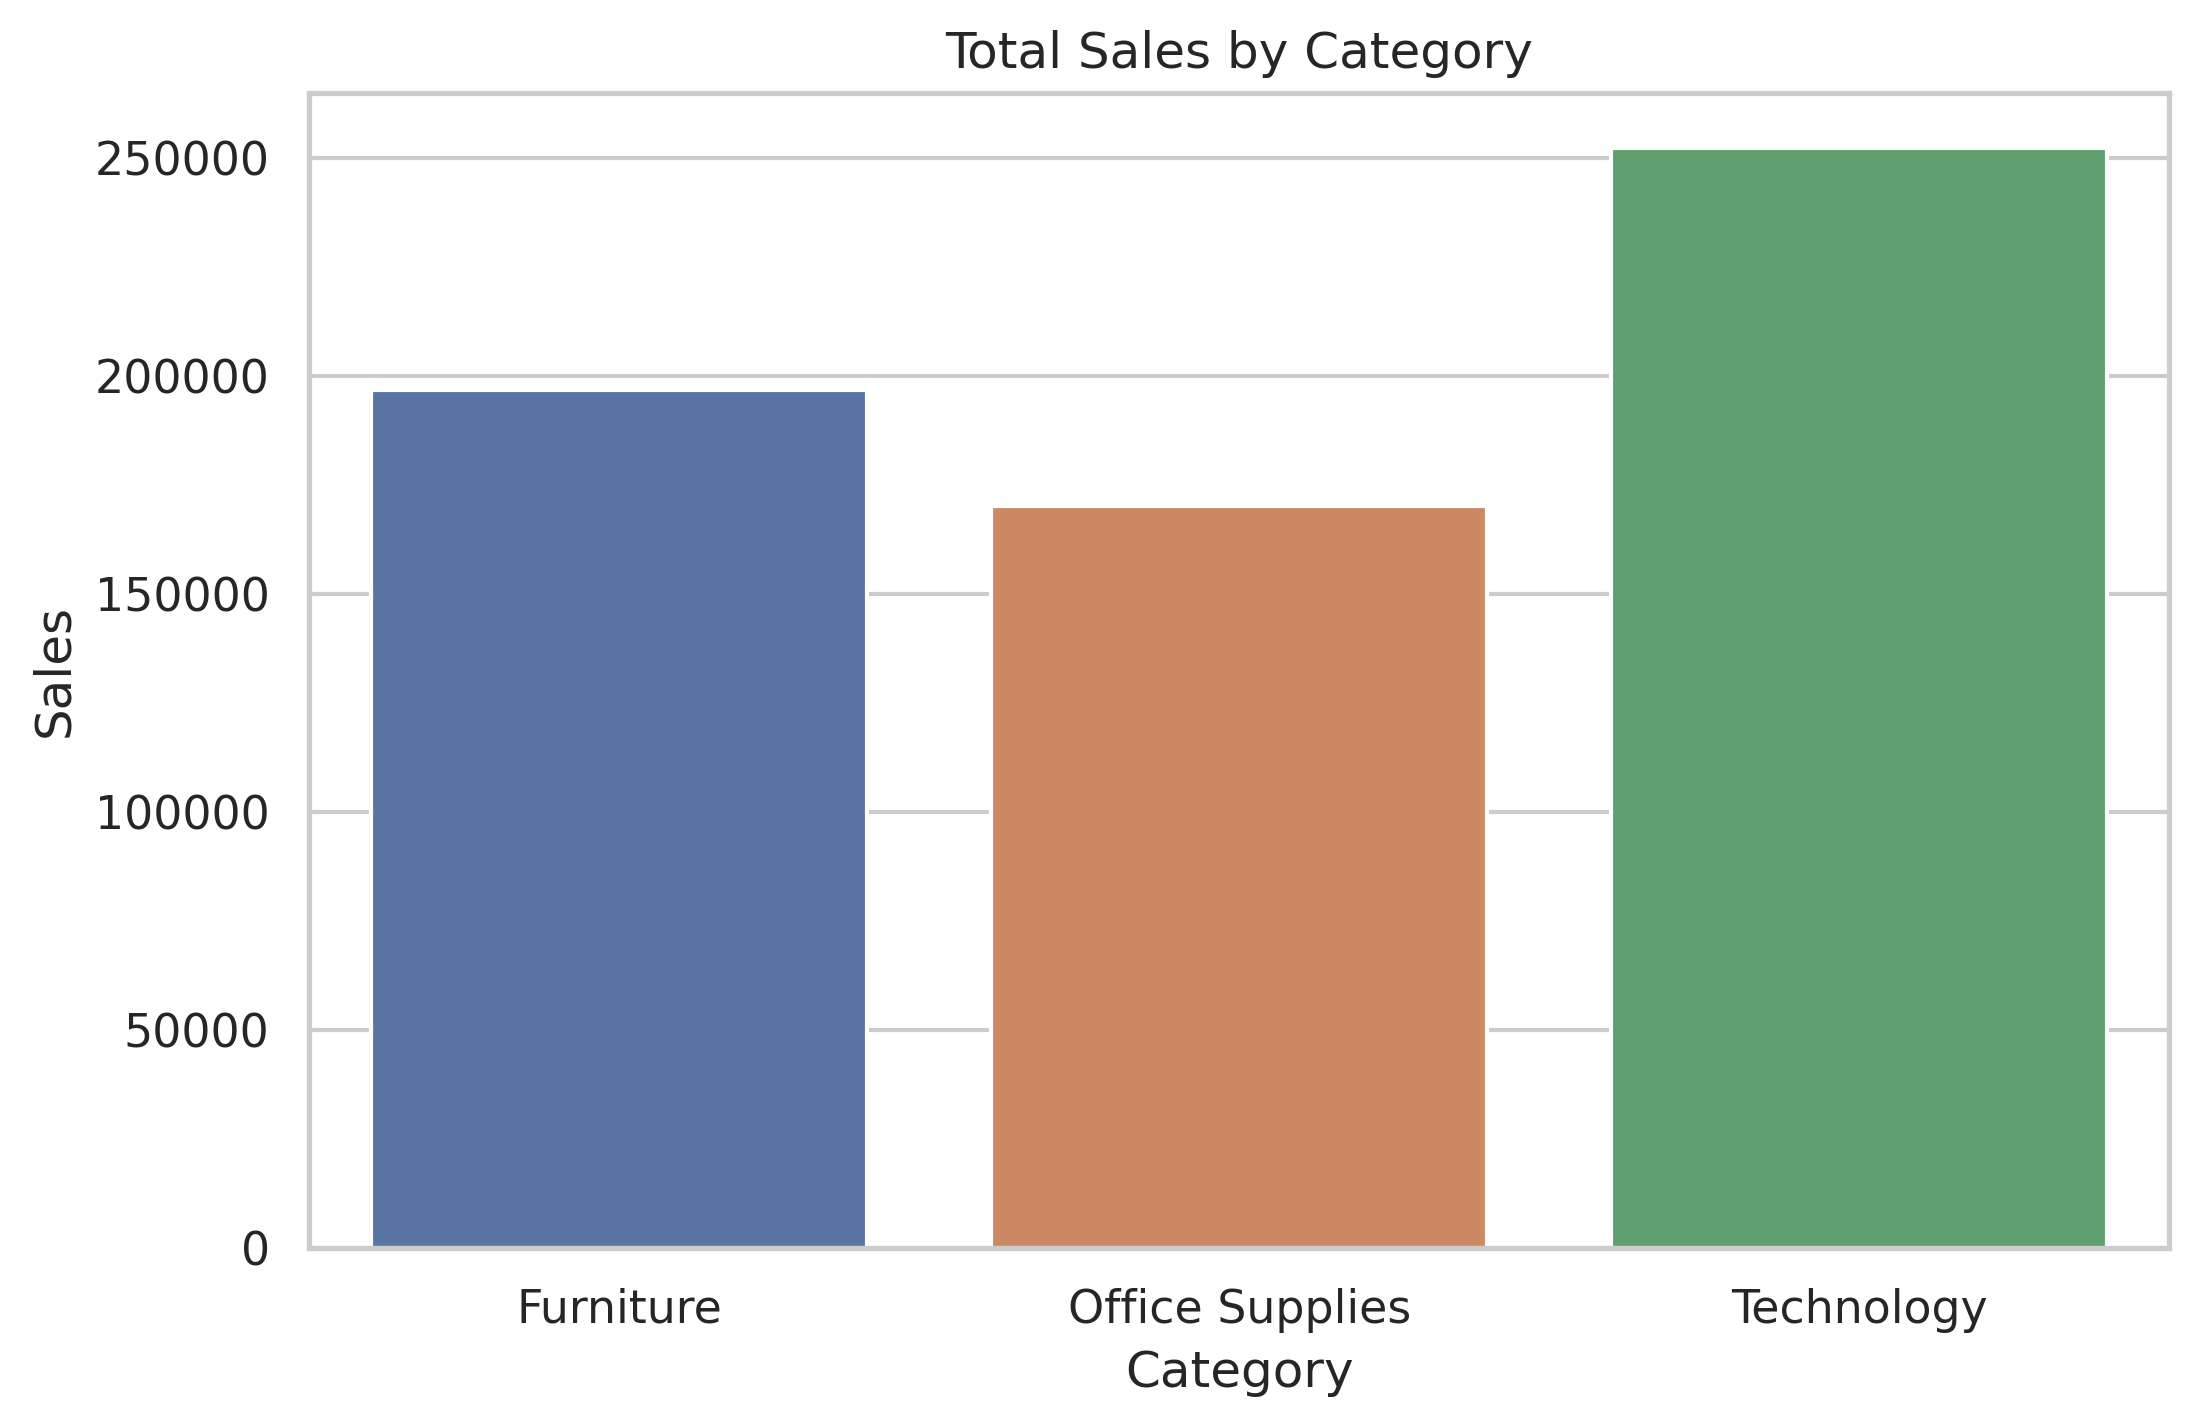 Total Sales by Category
250000
200000
150000
100000
50000
0
Sales
Furniture
Office Supplies
Technology
Category